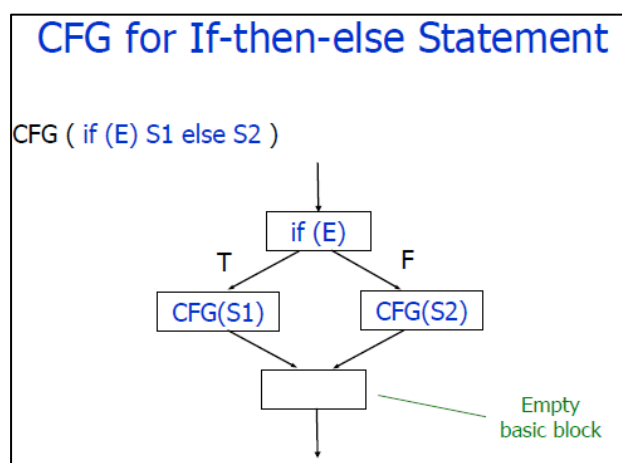 CFG for If-then-else Statement
CFG ( if (E) S1 else S2 )
if (E)
T
F
CFG(S1)
CFG(S2)
Empty
basic block